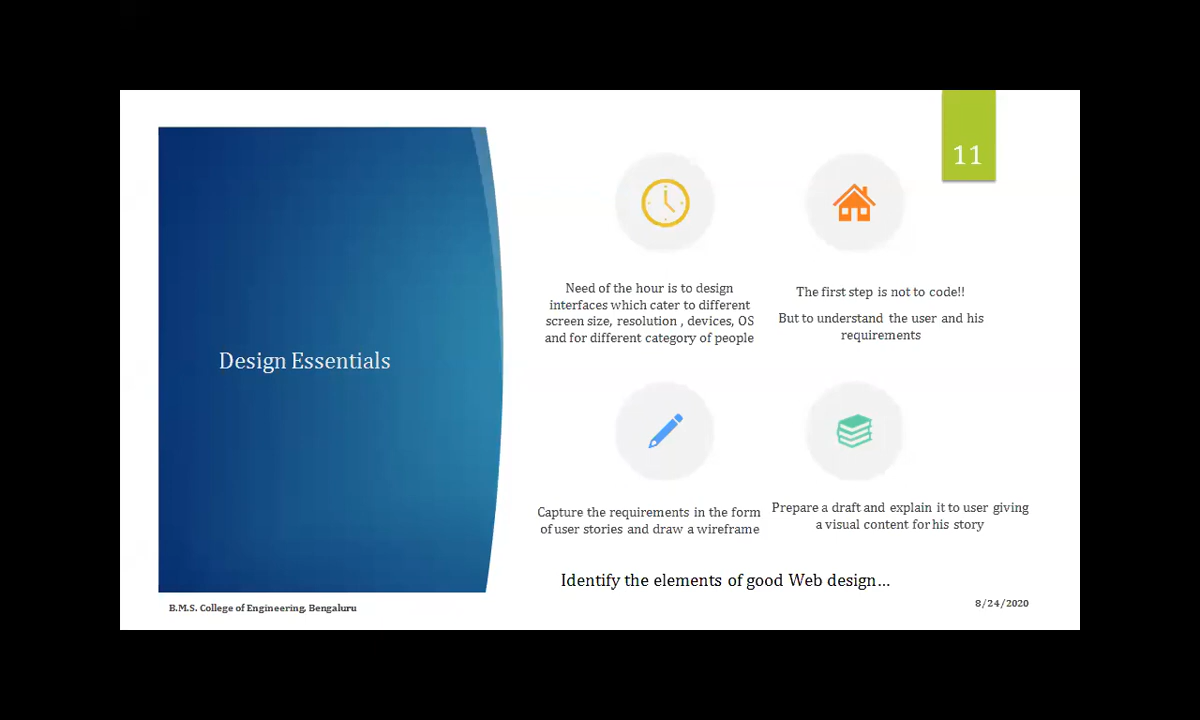 11
Design Essentials
Need of the hour is to design
interfaces which cater to different
screen size, resolution , devices, OS
and for different category of people
The first step is not to code!!
But to understand the user and his
requirements
Capture the requirements in the form
of user stories and draw a wireframe
Prepare a draft and explain it to user giving
a visual content for his story
Identify the elements of good Web design...
B.M.S. College of Engineering, Bengaluru
8/24/2020